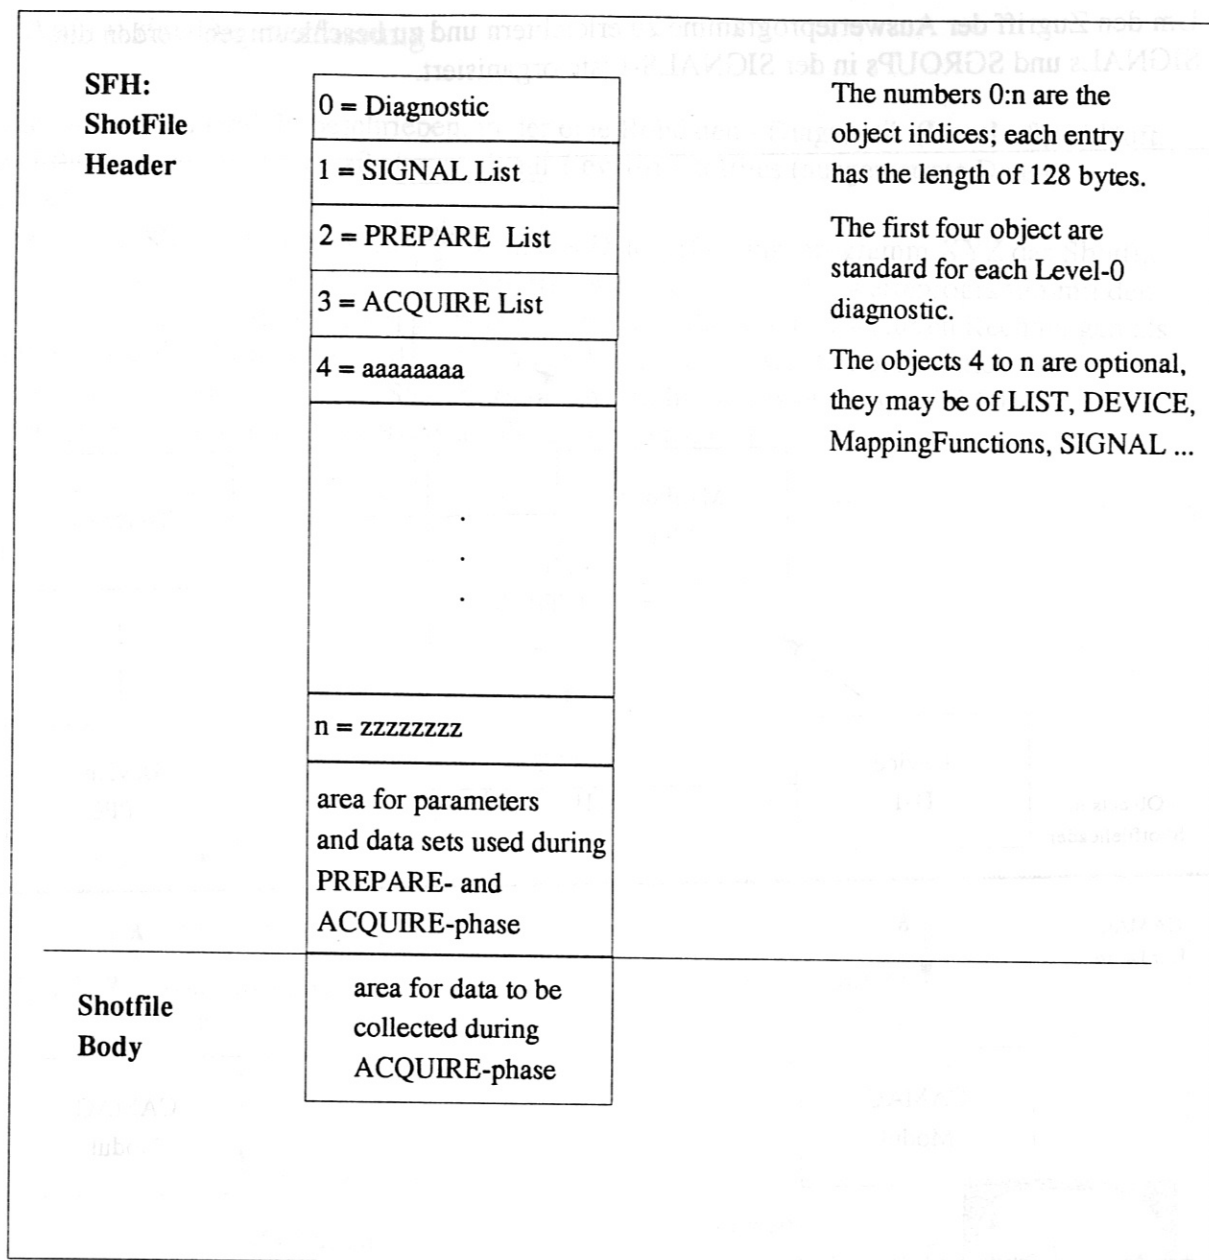 SFH:
ShotFile
Header
0 = Diagnostic
1 = SIGNAL List
2 = PREPARE List
3 = ACQUIRE List
4 = aaaaaaaa
.
.
.
n = zzzzzzzz
area for parameters
and data sets used during
PREPARE- and
ACQUIRE-phase
The numbers 0:n are the
object indices; each entry
has the length of 128 bytes.
The first four object are
standard for each Level-0
diagnostic.
The objects 4 to n are optional,
they may be of LIST, DEVICE,
MappingFunctions, SIGNAL ...
Shotfile
Body
area for data to be
collected during
ACQUIRE-phase